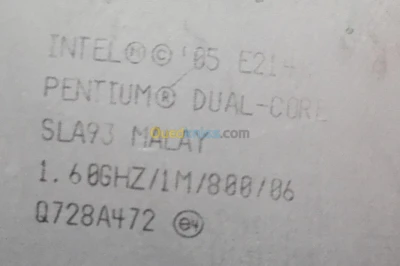 INTEL Ⓜ © '05 E21
PENTIUM® DUAL-CORE
SLA93 MALAY
1.60GHZ/1M/800/06
Q728A472 e4